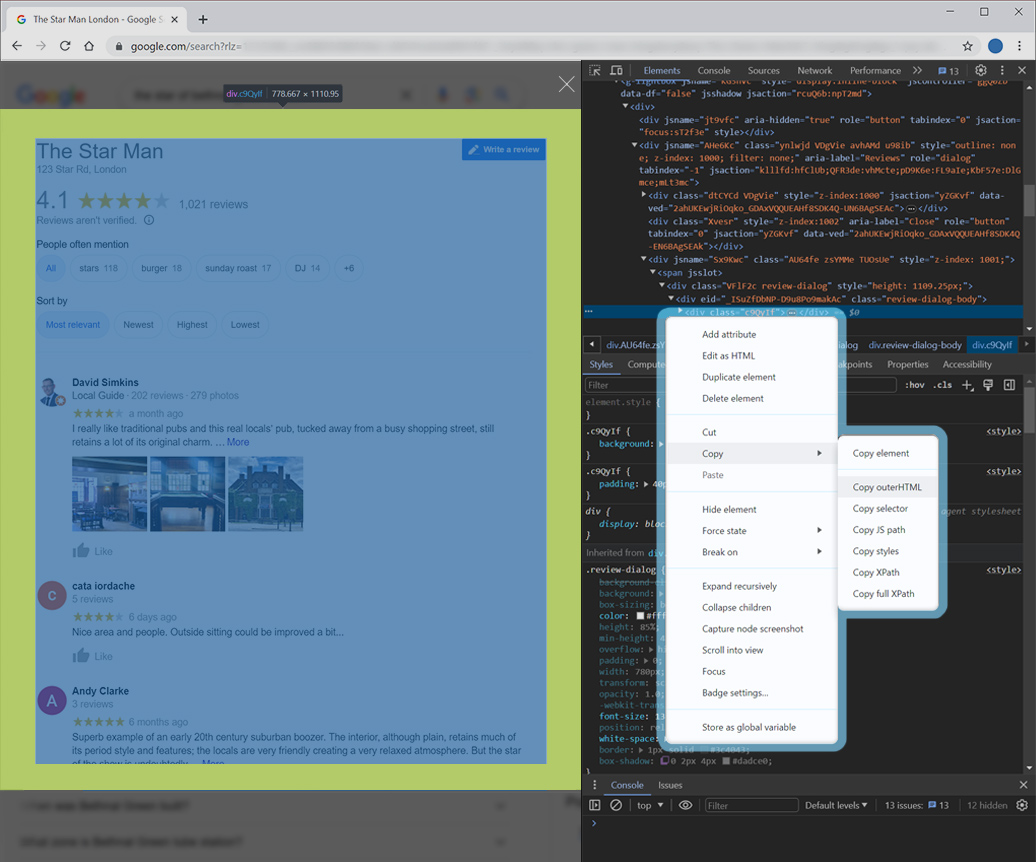 The Star Man London - Google S
google.com/search?rlz=
Google
div.c9QyIf 778.667 × 1110.95
The Star Man
Write a review
123 Star Rd, London
4.1 1,021 reviews
Reviews aren't verified.
People often mention
All stars 118 burger 18 sunday roast 17 DJ 14 +6
Sort by
Most relevant Newest Highest Lowest
David Simkins
Local Guide · 202 reviews · 279 photos
a month ago
I really like traditional pubs and this real locals' pub, tucked away from a busy shopping street, still
retains a lot of its original charm. … More
Like
C
cata iordache
5 reviews
6 days ago
Nice area and people. Outside sitting could be improved a bit...
Like
A
Andy Clarke
3 reviews
6 months ago
Superb example of an early 20th century suburban boozer. The interior, although plain, retains much of
its period style and features; the locals are very friendly creating a very relaxed atmosphere. But the star
of the show is undoubtedly... More
Elements Console Sources Network Performance 13
data-df="false" jsshadow jsaction="rcuQ6b:npT2md">
<div>
<div jsname="jt9vfc" aria-hidden="true" role="button" tabindex="0" jsaction=
"focus:sT2f3e" style></div>
<div jsname="AHe6Kc" class="ynlwjd VDgVie avhAMd u98ib" style="outline: non
e; z-index: 1000; filter: none;" aria-label="Reviews" role="dialog"
tabindex="-1" jsaction="klllfd:hfClUb;QFR3de:vhMcte;pD9K6e:FL9aIe;KbF57e:DlG
mce;mLt3mc">
<div class="dtCYCd VDgVie" style="z-index:1000" jsaction="yZGKvf" data-
ved="2ahUKEwjRiOqko_GDAxVQQUEAHf8SDK4Q-UN6BAgSEAc">…</div>
<div class="Xvesr" style="z-index:1002" aria-label="Close" role="button"
tabindex="0" jsaction="yZGKvf" data-ved="2ahUKEwjRiOqko_GDAxVQQUEAHf8SDK4Q
-EN6BAgSEAk"></div>
<div jsname="Sx9Kwc" class="AU64fe zsYMMe TUOsUe" style="z-index: 1001;">
<span jsslot>
<div class="VFlF2c review-dialog" style="height: 1109.25px;">
<div eid="_ISuZfDbNP-D9u8Po9makAc" class="review-dialog-body">
<div class="c9QyIf">…</div> == $0
div.AU64fe.zsY alog div.review-dialog-body div.c9QyIf
Styles Compute akpoints Properties Accessibility
Filter :hov .cls
element.style {
}
.c9QyIf { <style>
background:
}
.c9QyIf { <style>
padding: 40p
}
div { agent stylesheet
display: bloc
}
Inherited from div.
.review-dialog { <style>
background-c
background:
box-sizing: b
color: #fff
height: 85%;
min-height: 4
overflow: h
padding: 0;
width: 780px;
transform: sc
opacity: 1.0;
-webkit-trans
font-size: 13
position: rel
white-space:
border: 1px solid #3c4043;
box-shadow: 0 2px 4px #dadce0;
}
Add attribute
Edit as HTML
Duplicate element
Delete element
Cut
Copy
Paste
Hide element
Force state
Break on
Expand recursively
Collapse children
Capture node screenshot
Scroll into view
Focus
Badge settings...
Store as global variable
Copy element
Copy outerHTML
Copy selector
Copy JS path
Copy styles
Copy XPath
Copy full XPath
Console Issues
top Filter Default levels 13 issues: 13 12 hidden